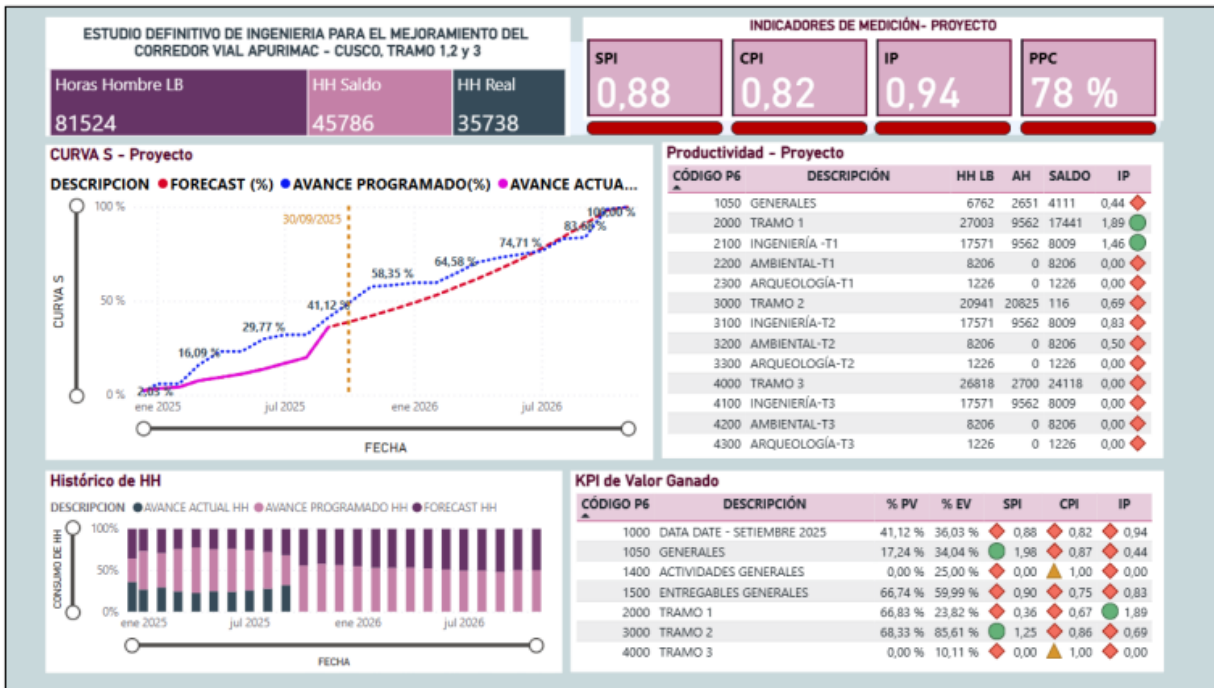 ESTUDIO DEFINITIVO DE INGENIERIA PARA EL MEJORAMIENTO DEL
CORREDOR VIAL APURIMAC - CUSCO, TRAMO 1,2 y 3
Horas Hombre LB HH Saldo HH Real
81524 45786 35738
INDICADORES DE MEDICIÓN- PROYECTO
SPI CPI IP PPC
0,88 0,82 0,94 78 %
CURVA S - Proyecto
DESCRIPCION FORECAST (%) AVANCE PROGRAMADO(%) AVANCE ACTUA...
100 %
50 %
0 %
CURVA S
30/09/2025
2,05 %
16,09 %
29,77 %
41,12 %
58,35 %
64,58 %
74,71 %
100,00 %
ene 2025 jul 2025 ene 2026 jul 2026
FECHA
Productividad - Proyecto
CÓDIGO P6 DESCRIPCIÓN HH LB AH SALDO IP
1050 GENERALES 6762 2651 4111 0,44
2000 TRAMO 1 27003 9562 17441 1,89
2100 INGENIERÍA -T1 17571 9562 8009 1,46
2200 AMBIENTAL-T1 8206 0 8206 0,00
2300 ARQUEOLOGÍA-T1 1226 0 1226 0,00
3000 TRAMO 2 20941 20825 116 0,69
3100 INGENIERÍA-T2 17571 9562 8009 0,83
3200 AMBIENTAL-T2 8206 0 8206 0,50
3300 ARQUEOLOGÍA-T2 1226 0 1226 0,00
4000 TRAMO 3 26818 2700 24118 0,00
4100 INGENIERÍA-T3 17571 9562 8009 0,00
4200 AMBIENTAL-T3 8206 0 8206 0,00
4300 ARQUEOLOGÍA-T3 1226 0 1226 0,00
Histórico de HH
DESCRIPCION AVANCE ACTUAL HH AVANCE PROGRAMADO HH FORECAST HH
100%
50%
0%
CONSUMO DE HH
ene 2025 jul 2025 ene 2026 jul 2026
FECHA
KPI de Valor Ganado
CÓDIGO P6 DESCRIPCIÓN % PV % EV SPI CPI IP
1000 DATA DATE - SETIEMBRE 2025 41,12 % 36,03 % 0,88 0,82 0,94
1050 GENERALES 17,24 % 34,04 % 1,98 0,87 0,44
1400 ACTIVIDADES GENERALES 0,00 % 25,00 % 0,00 1,00 0,00
1500 ENTREGABLES GENERALES 66,74 % 59,99 % 0,90 0,75 0,83
2000 TRAMO 1 66,83 % 23,82 % 0,36 0,67 1,89
3000 TRAMO 2 68,33 % 85,61 % 1,25 0,86 0,69
4000 TRAMO 3 0,00 % 10,11 % 0,00 1,00 0,00